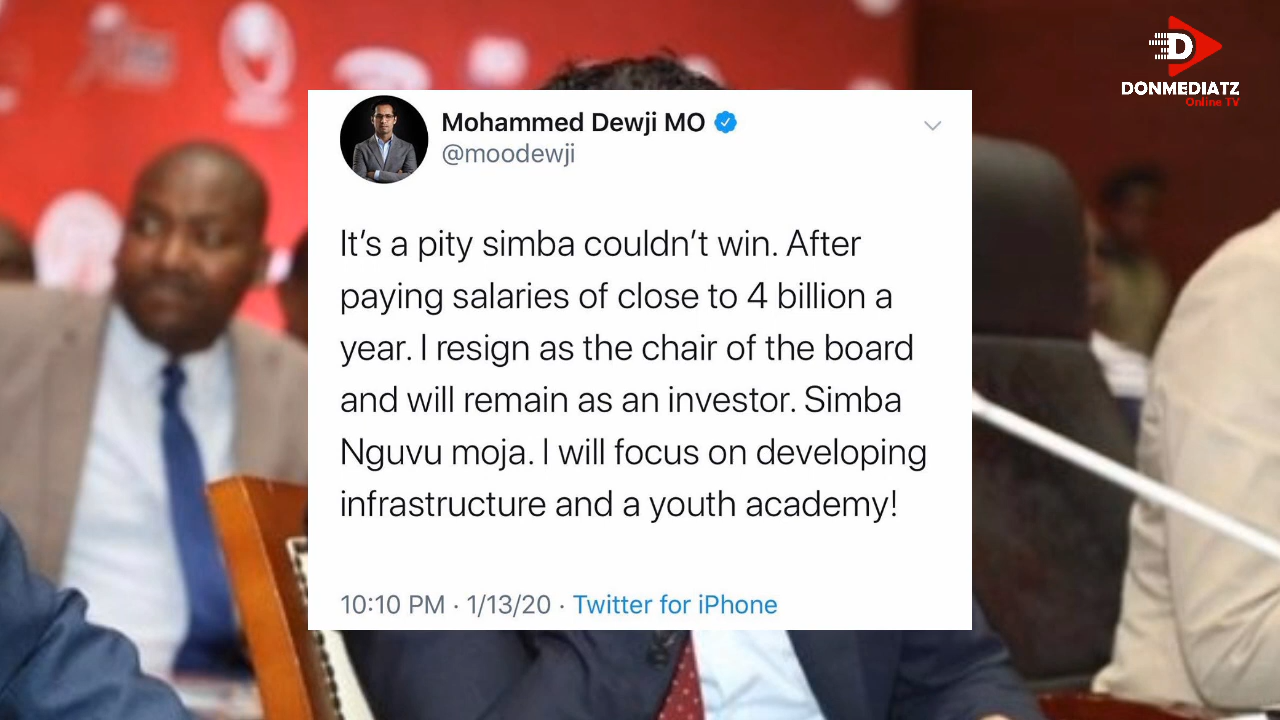 D
DONMEDIATZ
Online TV
Mohammed Dewji MO
@moodewji
It's a pity simba couldn't win. After
paying salaries of close to 4 billion a
year. I resign as the chair of the board
and will remain as an investor. Simba
Nguvu moja. I will focus on developing
infrastructure and a youth academy!
10:10 PM · 1/13/20 · Twitter for iPhone